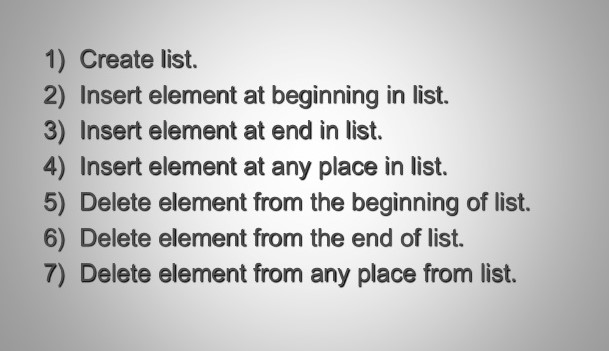 1) Create list.
2) Insert element at beginning in list.
3) Insert element at end in list.
4) Insert element at any place in list.
5) Delete element from the beginning of list.
6) Delete element from the end of list.
7) Delete element from any place from list.